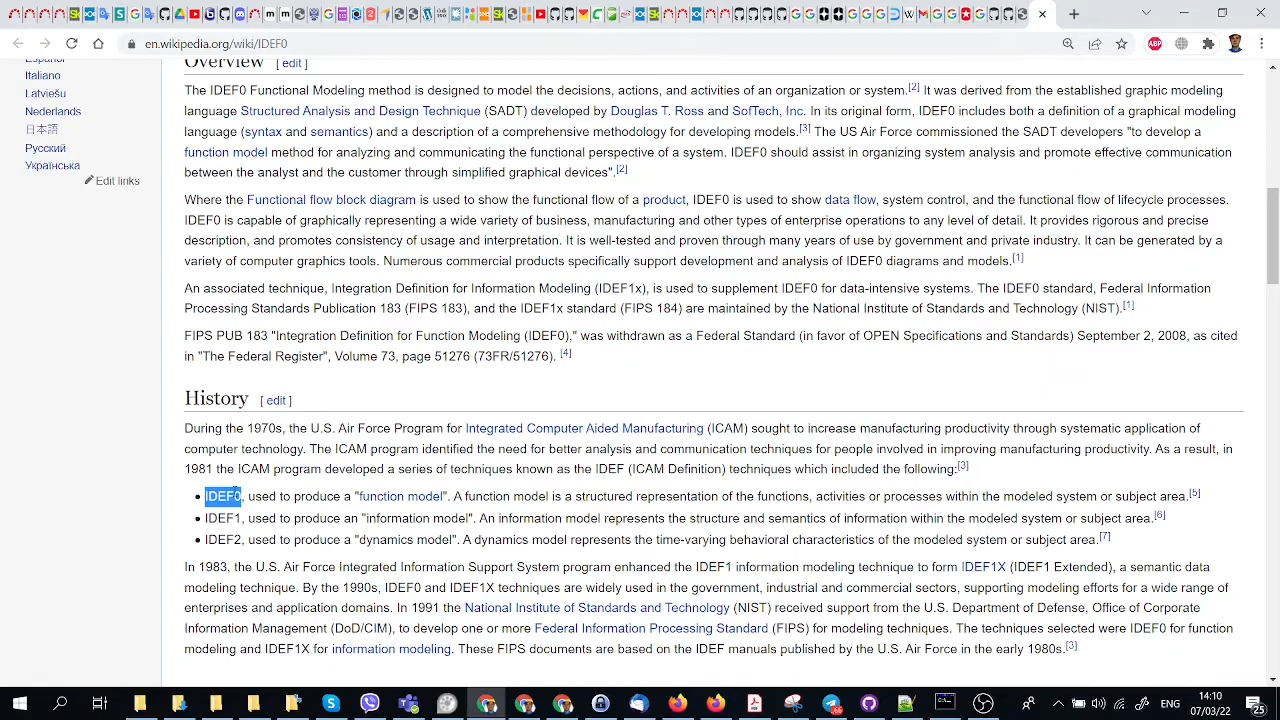 en.wikipedia.org/wiki/IDEF0
Español
Italiano
Latviešu
Nederlands
日本語
Русский
Українська
Edit links
Overview [ edit ]
The IDEF0 Functional Modeling method is designed to model the decisions, actions, and activities of an organization or system.[2] It was derived from the established graphic modeling
language Structured Analysis and Design Technique (SADT) developed by Douglas T. Ross and SofTech, Inc. In its original form, IDEF0 includes both a definition of a graphical modeling
language (syntax and semantics) and a description of a comprehensive methodology for developing models.[3] The US Air Force commissioned the SADT developers "to develop a
function model method for analyzing and communicating the functional perspective of a system. IDEF0 should assist in organizing system analysis and promote effective communication
between the analyst and the customer through simplified graphical devices".[2]
Where the Functional flow block diagram is used to show the functional flow of a product, IDEF0 is used to show data flow, system control, and the functional flow of lifecycle processes.
IDEF0 is capable of graphically representing a wide variety of business, manufacturing and other types of enterprise operations to any level of detail. It provides rigorous and precise
description, and promotes consistency of usage and interpretation. It is well-tested and proven through many years of use by government and private industry. It can be generated by a
variety of computer graphics tools. Numerous commercial products specifically support development and analysis of IDEF0 diagrams and models.[1]
An associated technique, Integration Definition for Information Modeling (IDEF1x), is used to supplement IDEF0 for data-intensive systems. The IDEF0 standard, Federal Information
Processing Standards Publication 183 (FIPS 183), and the IDEF1x standard (FIPS 184) are maintained by the National Institute of Standards and Technology (NIST).[1]
FIPS PUB 183 "Integration Definition for Function Modeling (IDEF0)," was withdrawn as a Federal Standard (in favor of OPEN Specifications and Standards) September 2, 2008, as cited
in "The Federal Register", Volume 73, page 51276 (73FR/51276). [4]
History [ edit ]
During the 1970s, the U.S. Air Force Program for Integrated Computer Aided Manufacturing (ICAM) sought to increase manufacturing productivity through systematic application of
computer technology. The ICAM program identified the need for better analysis and communication techniques for people involved in improving manufacturing productivity. As a result, in
1981 the ICAM program developed a series of techniques known as the IDEF (ICAM Definition) techniques which included the following:[3]
• IDEF0, used to produce a "function model". A function model is a structured representation of the functions, activities or processes within the modeled system or subject area.[5]
• IDEF1, used to produce an "information model". An information model represents the structure and semantics of information within the modeled system or subject area.[6]
• IDEF2, used to produce a "dynamics model". A dynamics model represents the time-varying behavioral characteristics of the modeled system or subject area.[7]
In 1983, the U.S. Air Force Integrated Information Support System program enhanced the IDEF1 information modeling technique to form IDEF1X (IDEF1 Extended), a semantic data
modeling technique. By the 1990s, IDEF0 and IDEF1X techniques are widely used in the government, industrial and commercial sectors, supporting modeling efforts for a wide range of
enterprises and application domains. In 1991 the National Institute of Standards and Technology (NIST) received support from the U.S. Department of Defense, Office of Corporate
Information Management (DoD/CIM), to develop one or more Federal Information Processing Standard (FIPS) for modeling techniques. The techniques selected were IDEF0 for function
modeling and IDEF1X for information modeling. These FIPS documents are based on the IDEF manuals published by the U.S. Air Force in the early 1980s.[3]
ENG
14:10
07/03/22